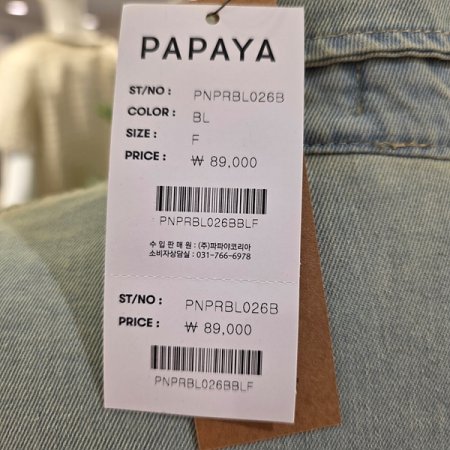 PAPAYA
ST/NO : PNPRBL026B
COLOR : BL
SIZE : F
PRICE : ₩ 89,000
PNPRBL026BBLF
수 입 판 매 원 : (주)파파야코리아
소비자상담실 : 031-766-6978
ST/NO : PNPRBL026B
PRICE : ₩ 89,000
PNPRBL026BBLF